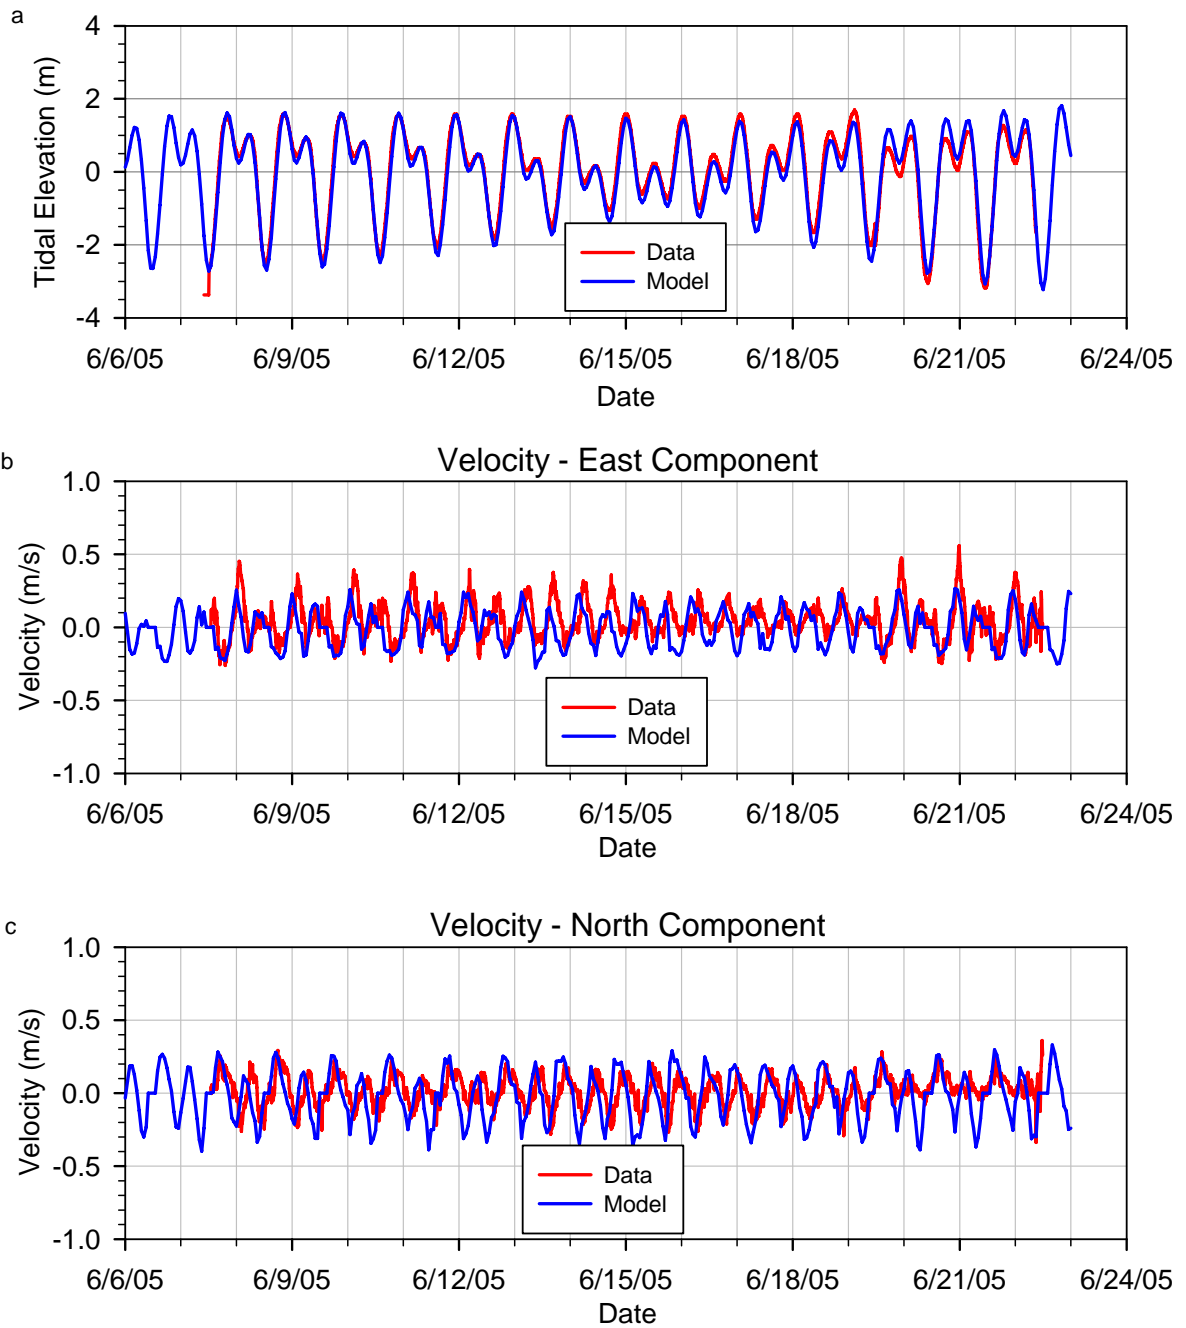 a
4
2
0
-2
-4
Tidal Elevation (m)
Data
Model
6/6/05 6/9/05 6/12/05 6/15/05 6/18/05 6/21/05 6/24/05
Date
b
Velocity - East Component
1.0
0.5
0.0
-0.5
-1.0
Velocity (m/s)
Data
Model
6/6/05 6/9/05 6/12/05 6/15/05 6/18/05 6/21/05 6/24/05
Date
c
Velocity - North Component
1.0
0.5
0.0
-0.5
-1.0
Velocity (m/s)
Data
Model
6/6/05 6/9/05 6/12/05 6/15/05 6/18/05 6/21/05 6/24/05
Date